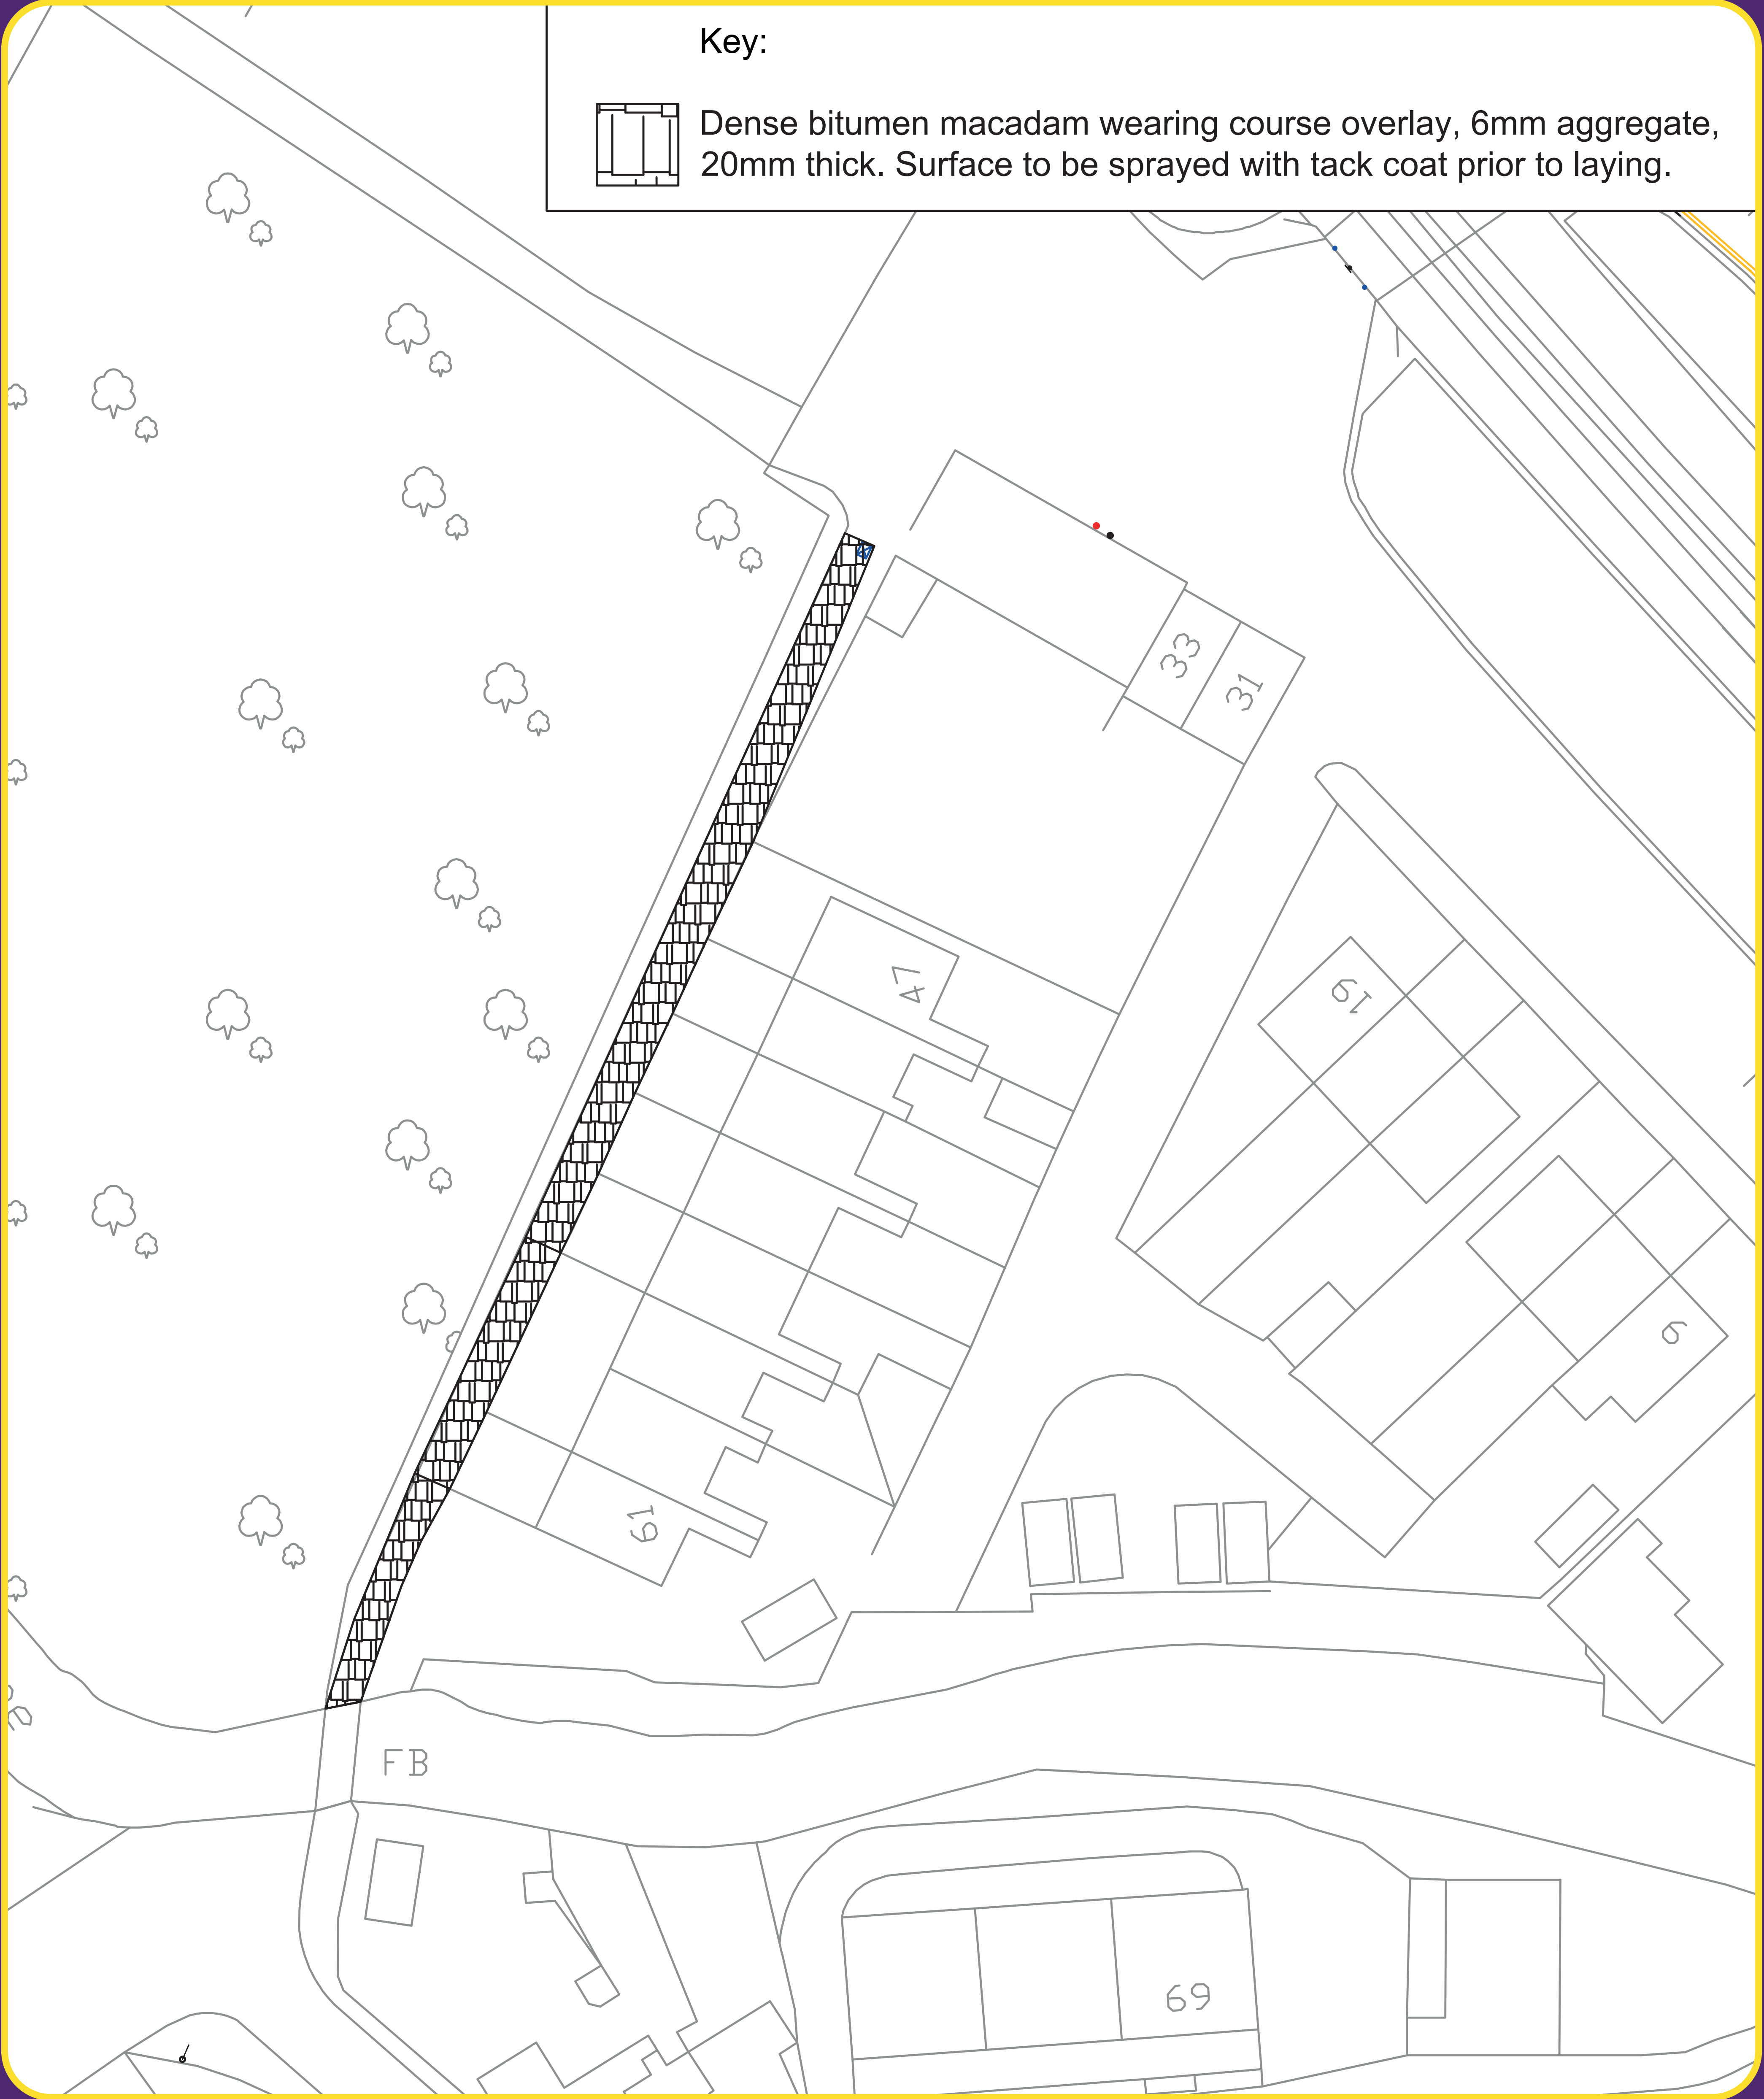 Key:
Dense bitumen macadam wearing course overlay, 6mm aggregate,
20mm thick. Surface to be sprayed with tack coat prior to laying.
33
31
47
19
9
19
FB
69